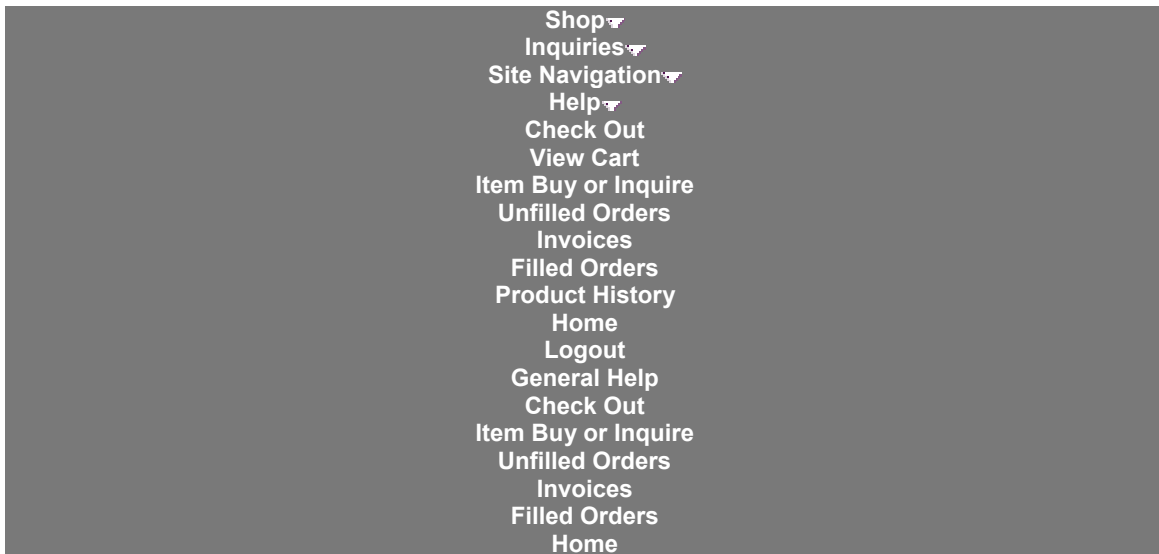 Shop
Inquiries
Site Navigation
Help
Check Out
View Cart
Item Buy or Inquire
Unfilled Orders
Invoices
Filled Orders
Product History
Home
Logout
General Help
Check Out
Item Buy or Inquire
Unfilled Orders
Invoices
Filled Orders
Home